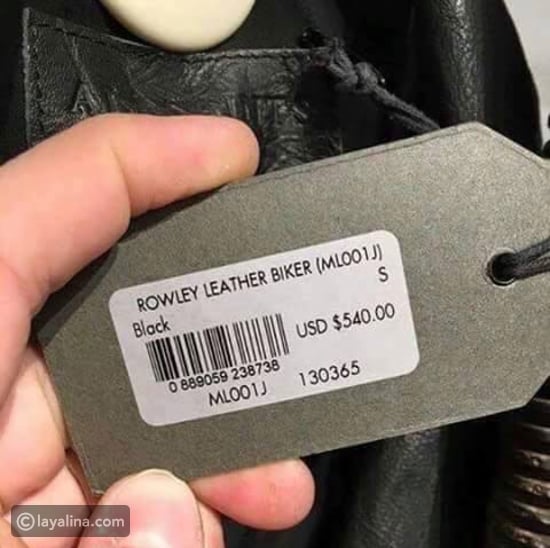 ROWLEY LEATHER BIKER (ML001J)
S
Black
USD $540.00
0 889059 238738
ML001J 130365
©layalina.com